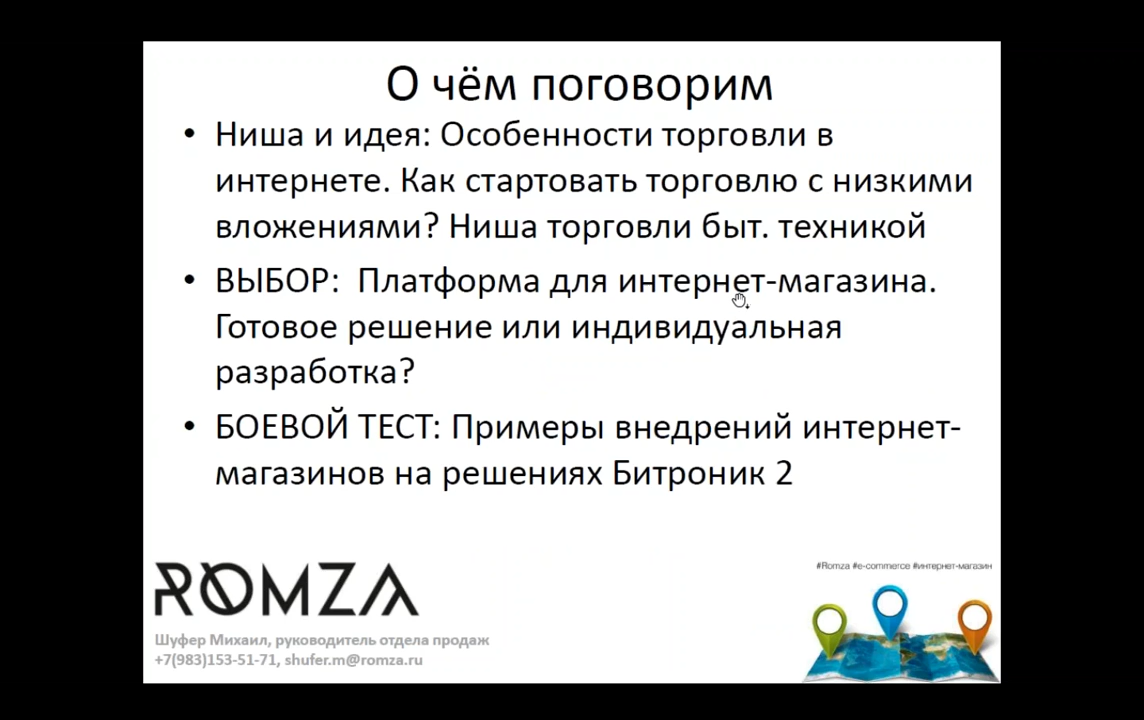 О чём поговорим
• Ниша и идея: Особенности торговли в
интернете. Как стартовать торговлю с низкими
вложениями? Ниша торговли быт. техникой
• ВЫБОР: Платформа для интернет-магазина.
Готовое решение или индивидуальная
разработка?
• БОЕВОЙ ТЕСТ: Примеры внедрений интернет-
магазинов на решениях Битроник 2
ROMZA
#Romza #e-commerce #интернет-магазин
Шуфер Михаил, руководитель отдела продаж
+7(983)153-51-71, shufer.m@romza.ru